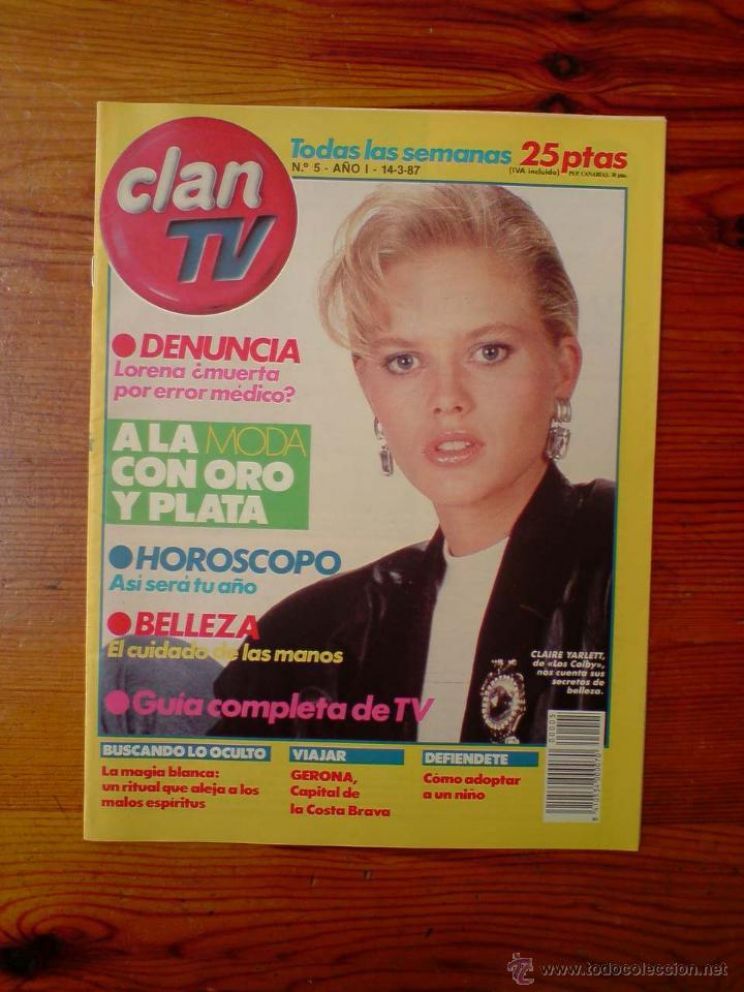 clan
TV
Todas las semanas 25 ptas
N.º 5 - AÑO I - 14-3-87
(IVA incluido)
● DENUNCIA
Lorena ¿muerta
por error médico?
A LA MODA
CON ORO
Y PLATA
● HOROSCOPO
Así será tu año
● BELLEZA
El cuidado de las manos
● Guía completa de TV
CLAIRE YARLETT,
de «Los Colby»,
nos cuenta sus
secretos de
belleza.
00005
BUSCANDO LO OCULTO
La magia blanca:
un ritual que aleja a los
malos espíritus
VIAJAR
GERONA,
Capital de
la Costa Brava
DEFIENDETE
Cómo adoptar
a un niño
www.todocoleccion.net